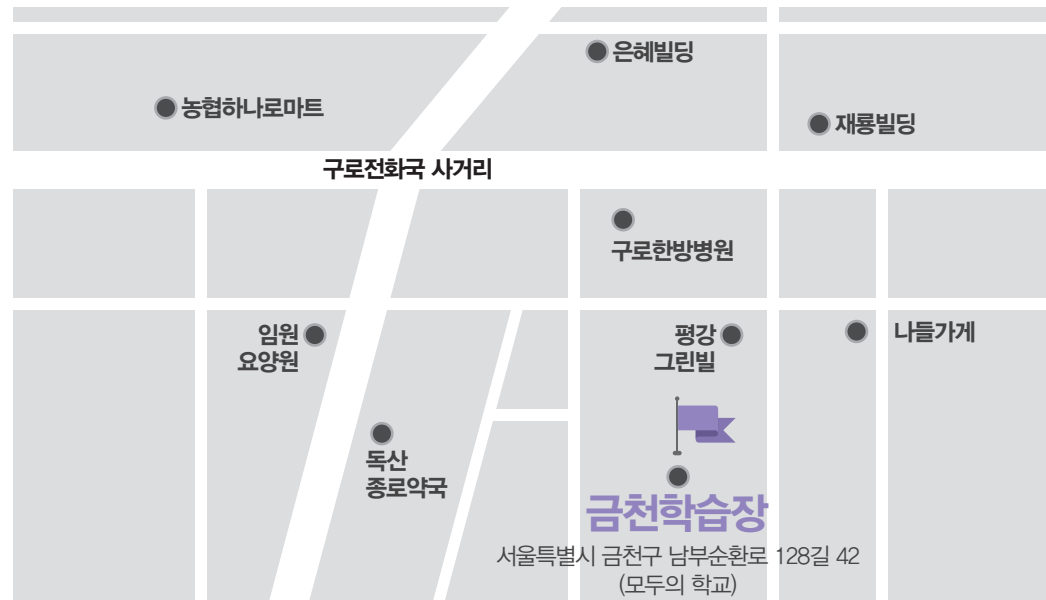 은혜빌딩
농협하나로마트
재룡빌딩
구로전화국 사거리
구로한방병원
임원
요양원
평강
그린빌
나들가게
독산
종로약국
금천학습장
서울특별시 금천구 남부순환로 128길 42
(모두의 학교)